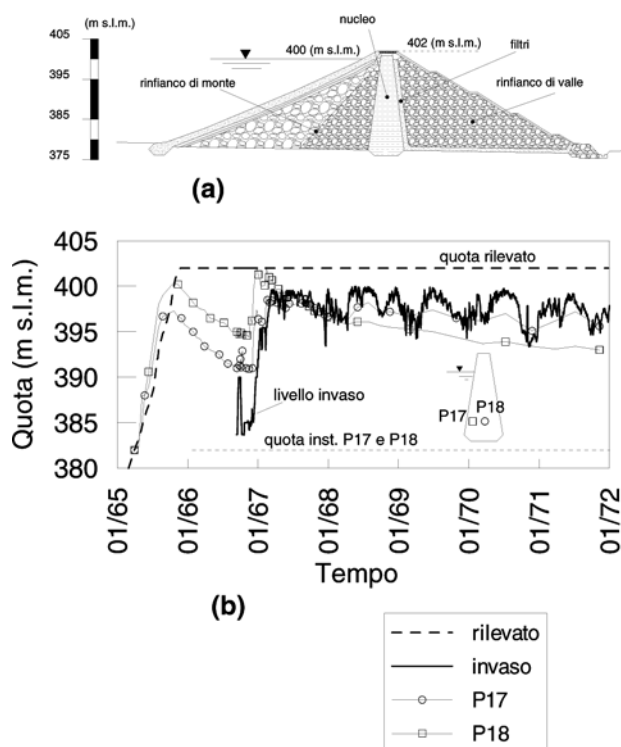 405
(m s.l.m.)
395
385
375
nucleo
400 (m s.l.m.)
402 (m s.l.m.)
filtri
rinfianco di monte
rinfianco di valle
(a)
Quota (m s.l.m.)
405
400
395
390
385
380
quota rilevato
livello invaso
P17
P18
quota inst. P17 e P18
01/65
01/66
01/67
01/68
01/69
01/70
01/71
01/72
Tempo
(b)
rilevato
invaso
P17
P18